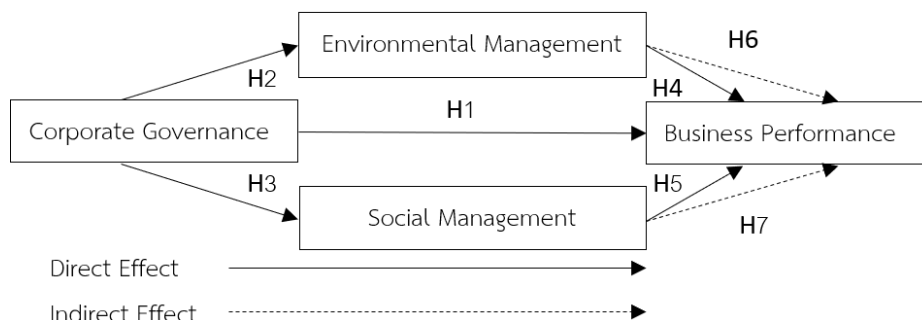 Environmental Management
H6
H2
H4
Corporate Governance
H1
Business Performance
H3
H5
Social Management
H7
Direct Effect
Indirect Effect